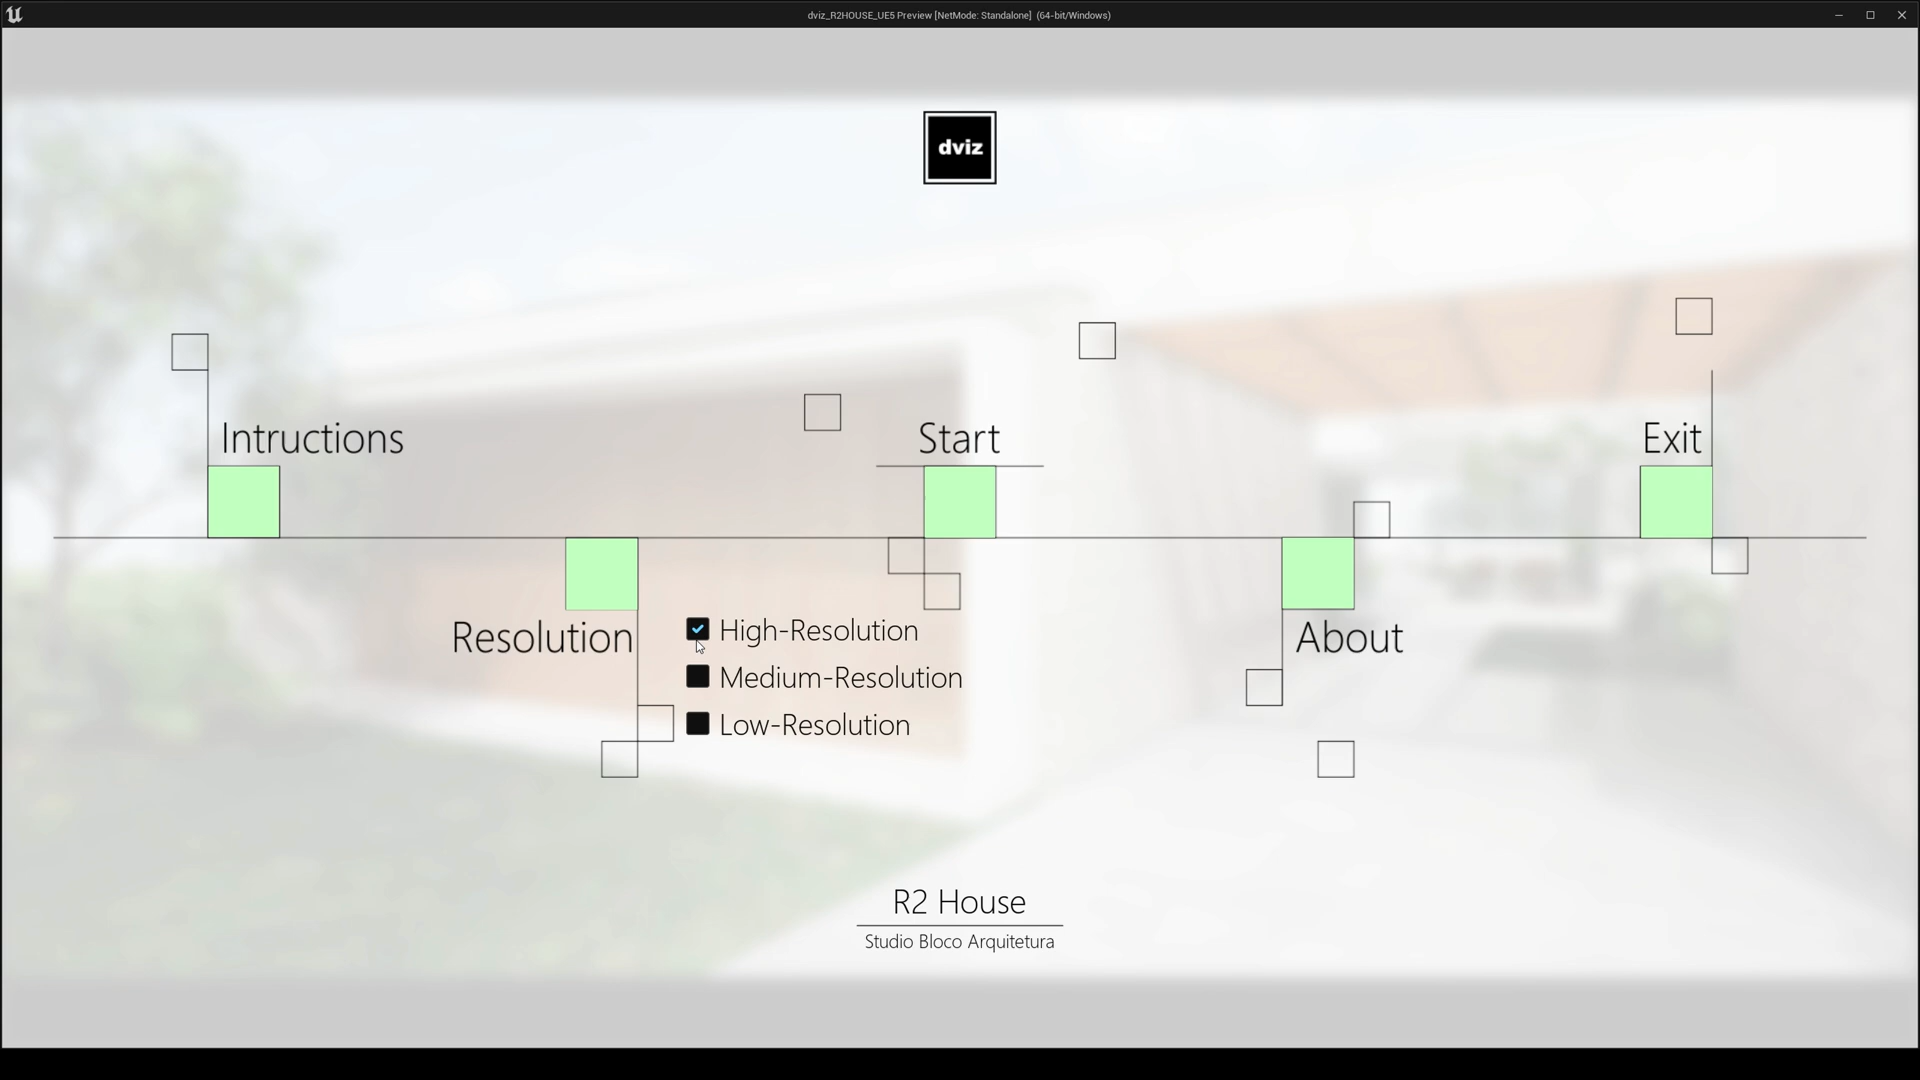 dviz_R2HOUSE_UE5 Preview [NetMode: Standalone] (64-bit/Windows)
dviz
Intructions
Start
Exit
Resolution
High-Resolution
Medium-Resolution
Low-Resolution
About
R2 House
Studio Bloco Arquitetura